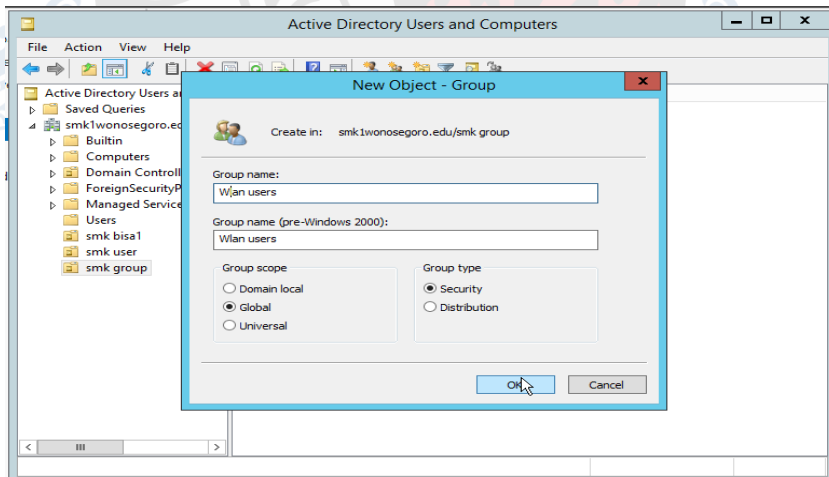 Active Directory Users and Computers
File Action View Help
Active Directory Users ar
Saved Queries
smk1wonosegoro.ec
Builtin
Computers
Domain Controll
ForeignSecurityP
Managed Service
Users
smk bisa1
smk user
smk group
New Object - Group
Create in: smk1wonosegoro.edu/smk group
Group name:
Wlan users
Group name (pre-Windows 2000):
Wlan users
Group scope
Domain local
Global
Universal
Group type
Security
Distribution
OK
Cancel